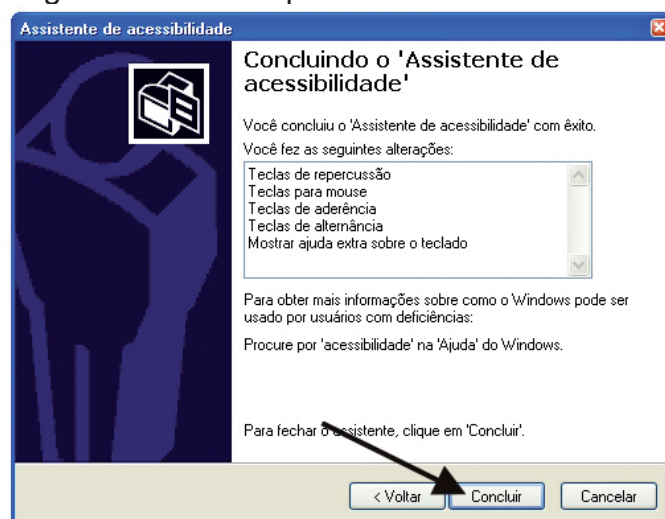 Assistente de acessibilidade
Concluindo o 'Assistente de
acessibilidade'
Você concluiu o 'Assistente de acessibilidade' com êxito.
Você fez as seguintes alterações:
Teclas de repercussão
Teclas para mouse
Teclas de aderência
Teclas de alternância
Mostrar ajuda extra sobre o teclado
Para obter mais informações sobre como o Windows pode ser
usado por usuários com deficiências:
Procure por 'acessibilidade' na 'Ajuda' do Windows.
Para fechar o assistente, clique em 'Concluir'.
< Voltar Concluir Cancelar